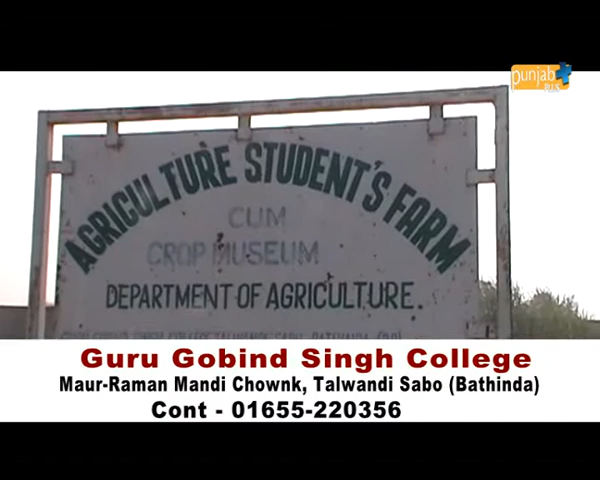 punjab
PLUS
AGRICULTURE STUDENT'S FARM
CUM
CROP MUSEUM
DEPARTMENT OF AGRICULTURE.
Guru Gobind Singh College
Maur-Raman Mandi Chownk, Talwandi Sabo (Bathinda)
Cont - 01655-220356